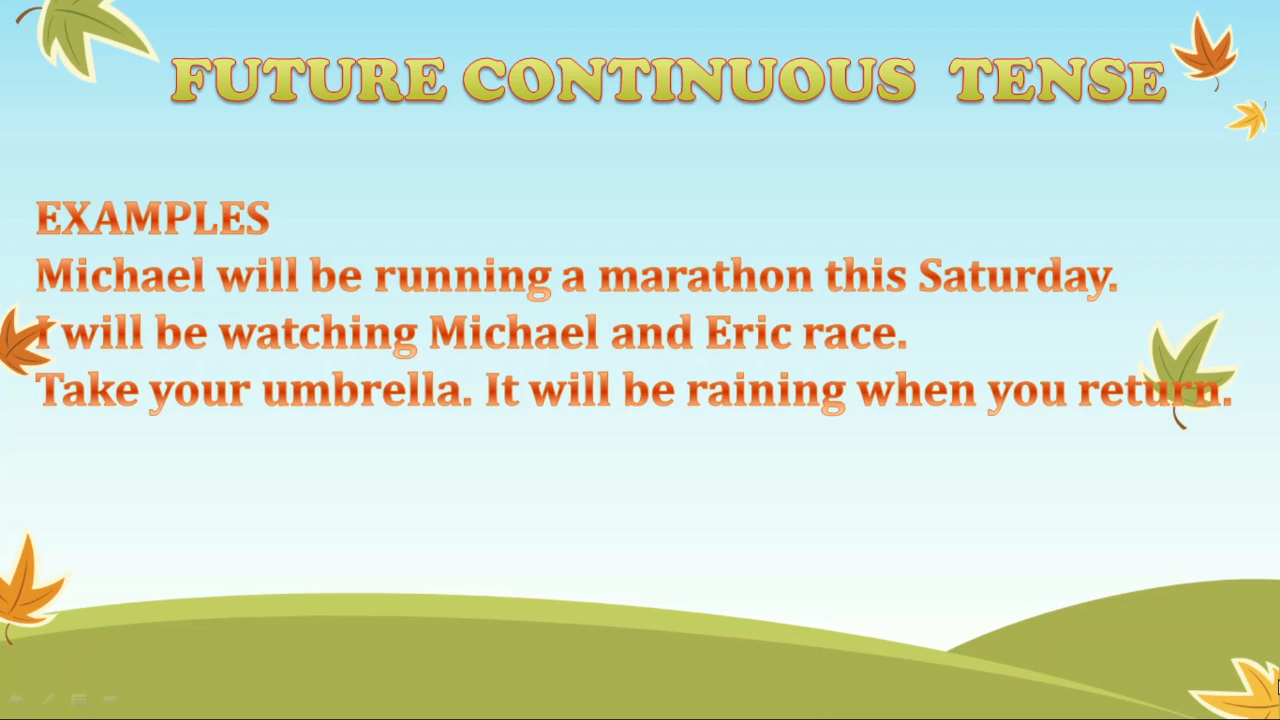 FUTURE CONTINUOUS TENSE
EXAMPLES
Michael will be running a marathon this Saturday.
I will be watching Michael and Eric race.
Take your umbrella. It will be raining when you return.